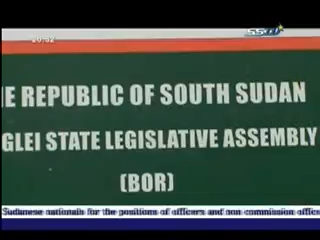 20:52
SSTV
E REPUBLIC OF SOUTH SUDAN
GLEI STATE LEGISLATIVE ASSEMBLY
(BOR)
Sudanese nationals for the positions of officers and non commission office